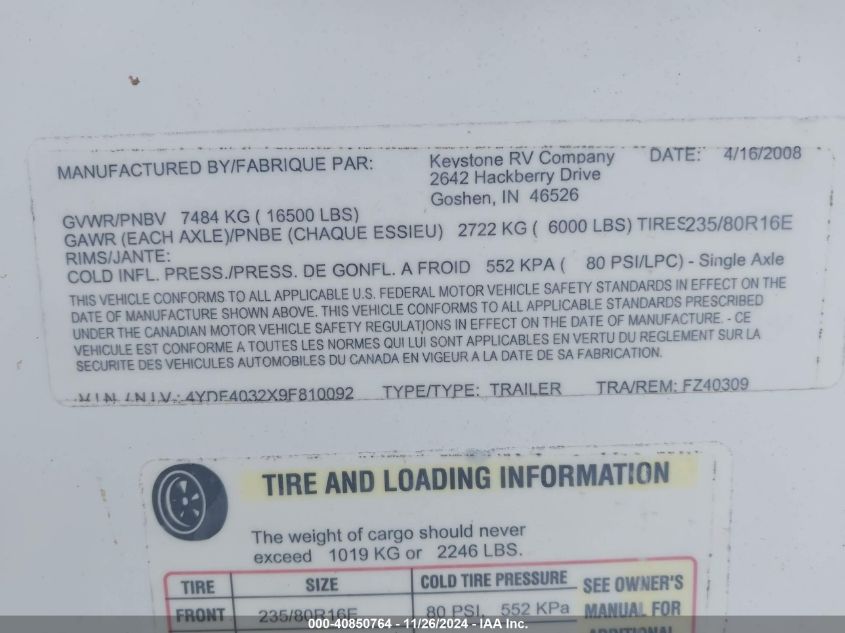 MANUFACTURED BY/FABRIQUE PAR: Keystone RV Company DATE: 4/16/2008
2642 Hackberry Drive
Goshen, IN 46526
GVWR/PNBV 7484 KG ( 16500 LBS)
GAWR (EACH AXLE)/PNBE (CHAQUE ESSIEU) 2722 KG ( 6000 LBS) TIRES 235/80R16E
RIMS/JANTE:
COLD INFL. PRESS./PRESS. DE GONFL. A FROID 552 KPA ( 80 PSI/LPC) - Single Axle
THIS VEHICLE CONFORMS TO ALL APPLICABLE U.S. FEDERAL MOTOR VEHICLE SAFETY STANDARDS IN EFFECT ON THE
DATE OF MANUFACTURE SHOWN ABOVE. THIS VEHICLE CONFORMS TO ALL APPLICABLE STANDARDS PRESCRIBED
UNDER THE CANADIAN MOTOR VEHICLE SAFETY REGULATIONS IN EFFECT ON THE DATE OF MANUFACTURE. - CE
VEHICULE EST CONFORME A TOUTES LES NORMES QUI LUI SONT APPLICABLES EN VERTU DU REGLEMENT SUR LA
SECURITE DES VEHICULES AUTOMOBILES DU CANADA EN VIGEUR A LA DATE DE SA FABRICATION.
V.I.N. / N.I.V.: 4YDF4032X9F810092 TYPE/TYPE: TRAILER TRA/REM: FZ40309
TIRE AND LOADING INFORMATION
The weight of cargo should never
exceed 1019 KG or 2246 LBS.
TIRE SIZE COLD TIRE PRESSURE SEE OWNER'S
FRONT 235/80R16E 80 PSI, 552 KPa MANUAL FOR
ADDITIONAL
000-40850764 - 11/26/2024 - IAA Inc.